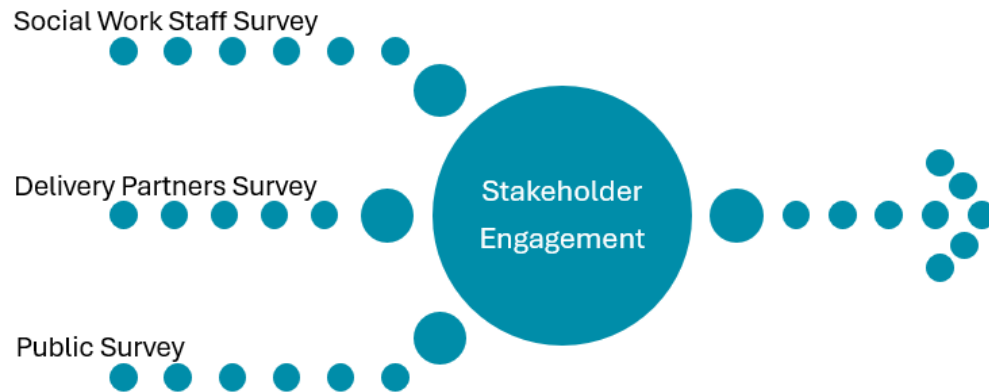 Social Work Staff Survey
Delivery Partners Survey
Stakeholder
Engagement
Public Survey